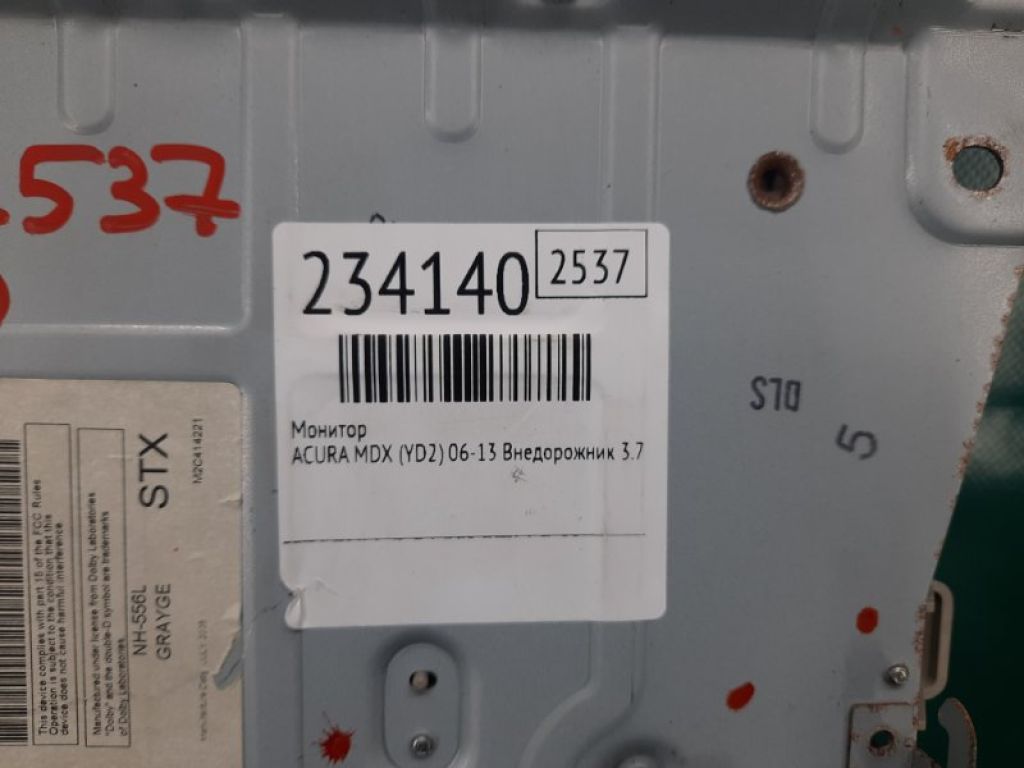 2537
234140
2537
Монитор
ACURA MDX (YD2) 06-13 Внедорожник 3.7
DLS
5
This device complies with part 15 of the FCC Rules
Operation is subject to the condition that this
device does not cause harmful interference.
Manufactured under license from Dolby Laboratories
"Dolby" and the double-D symbol are trademarks
of Dolby Laboratories.
NH-556L
GRAYGE
STX
M2C414221